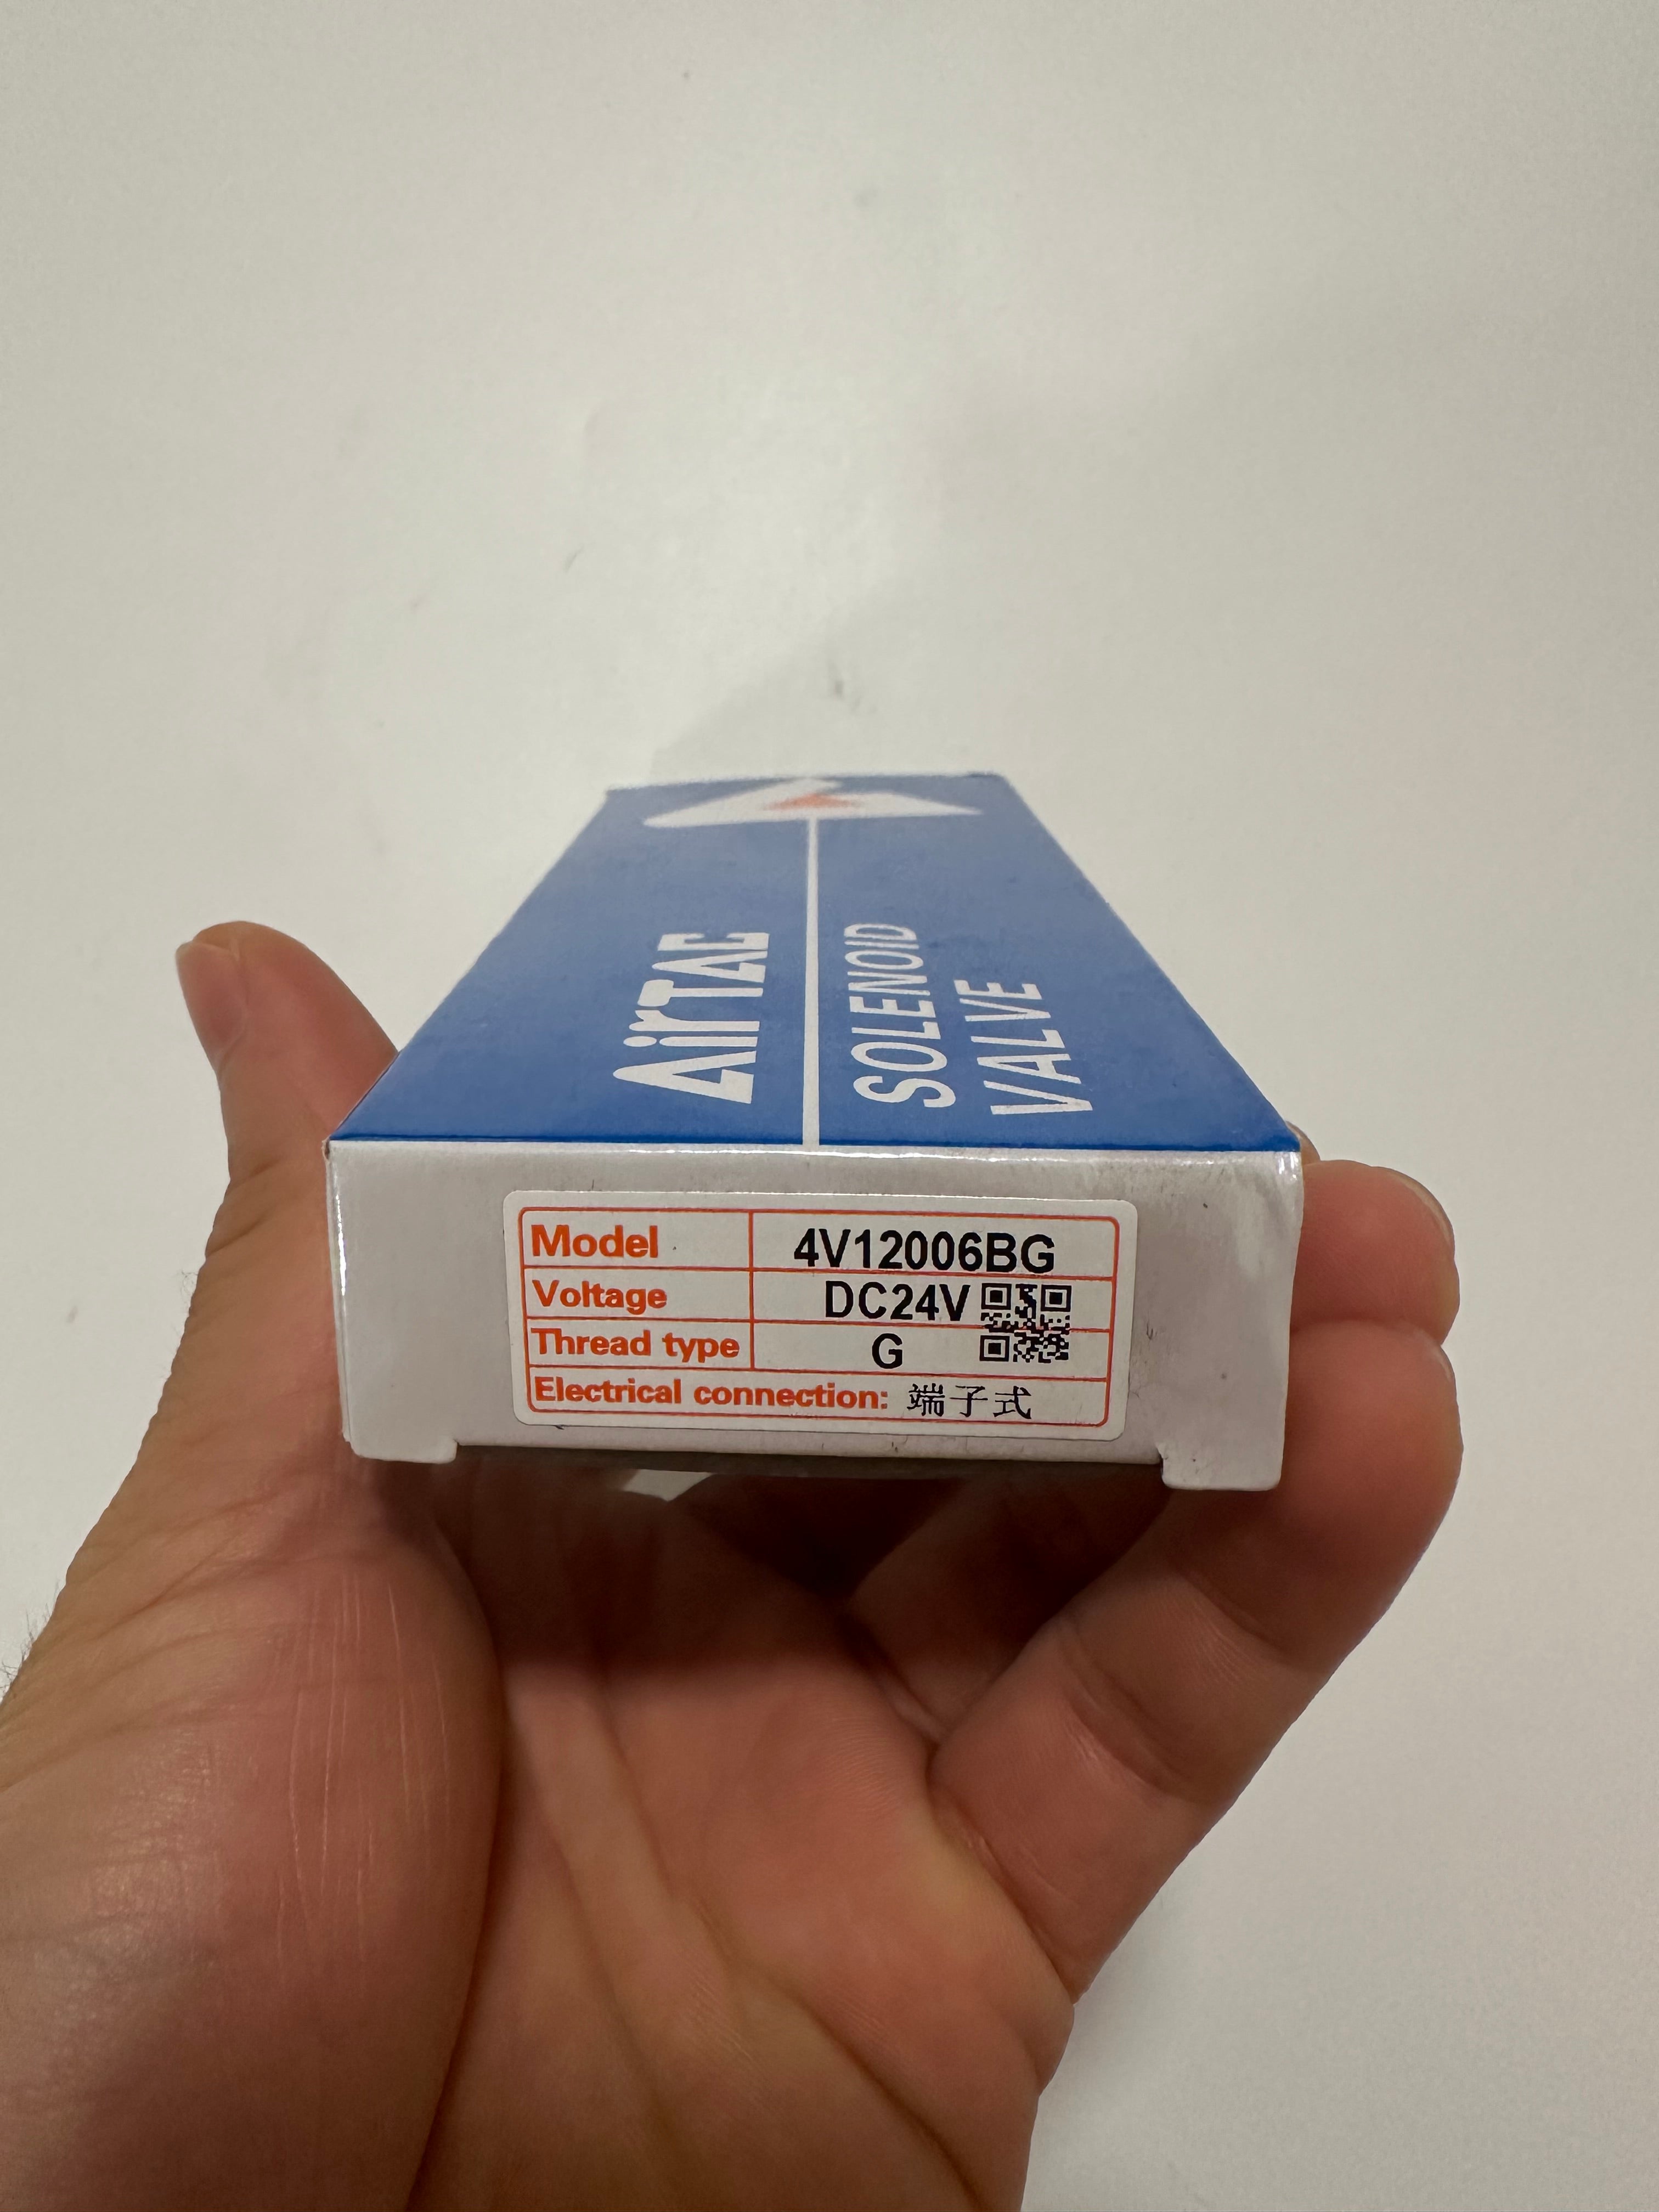 AirTAC
SOLENOID
VALVE
Model 4V12006BG
Voltage DC24V
Thread type G
Electrical connection: 端子式